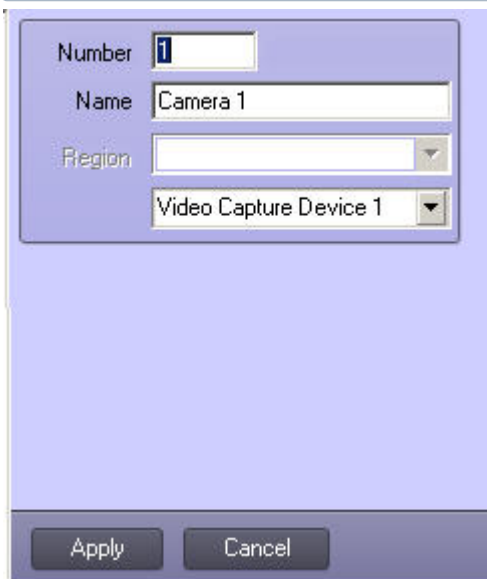 Number 1
Name Camera 1
Region
Video Capture Device 1
Apply Cancel